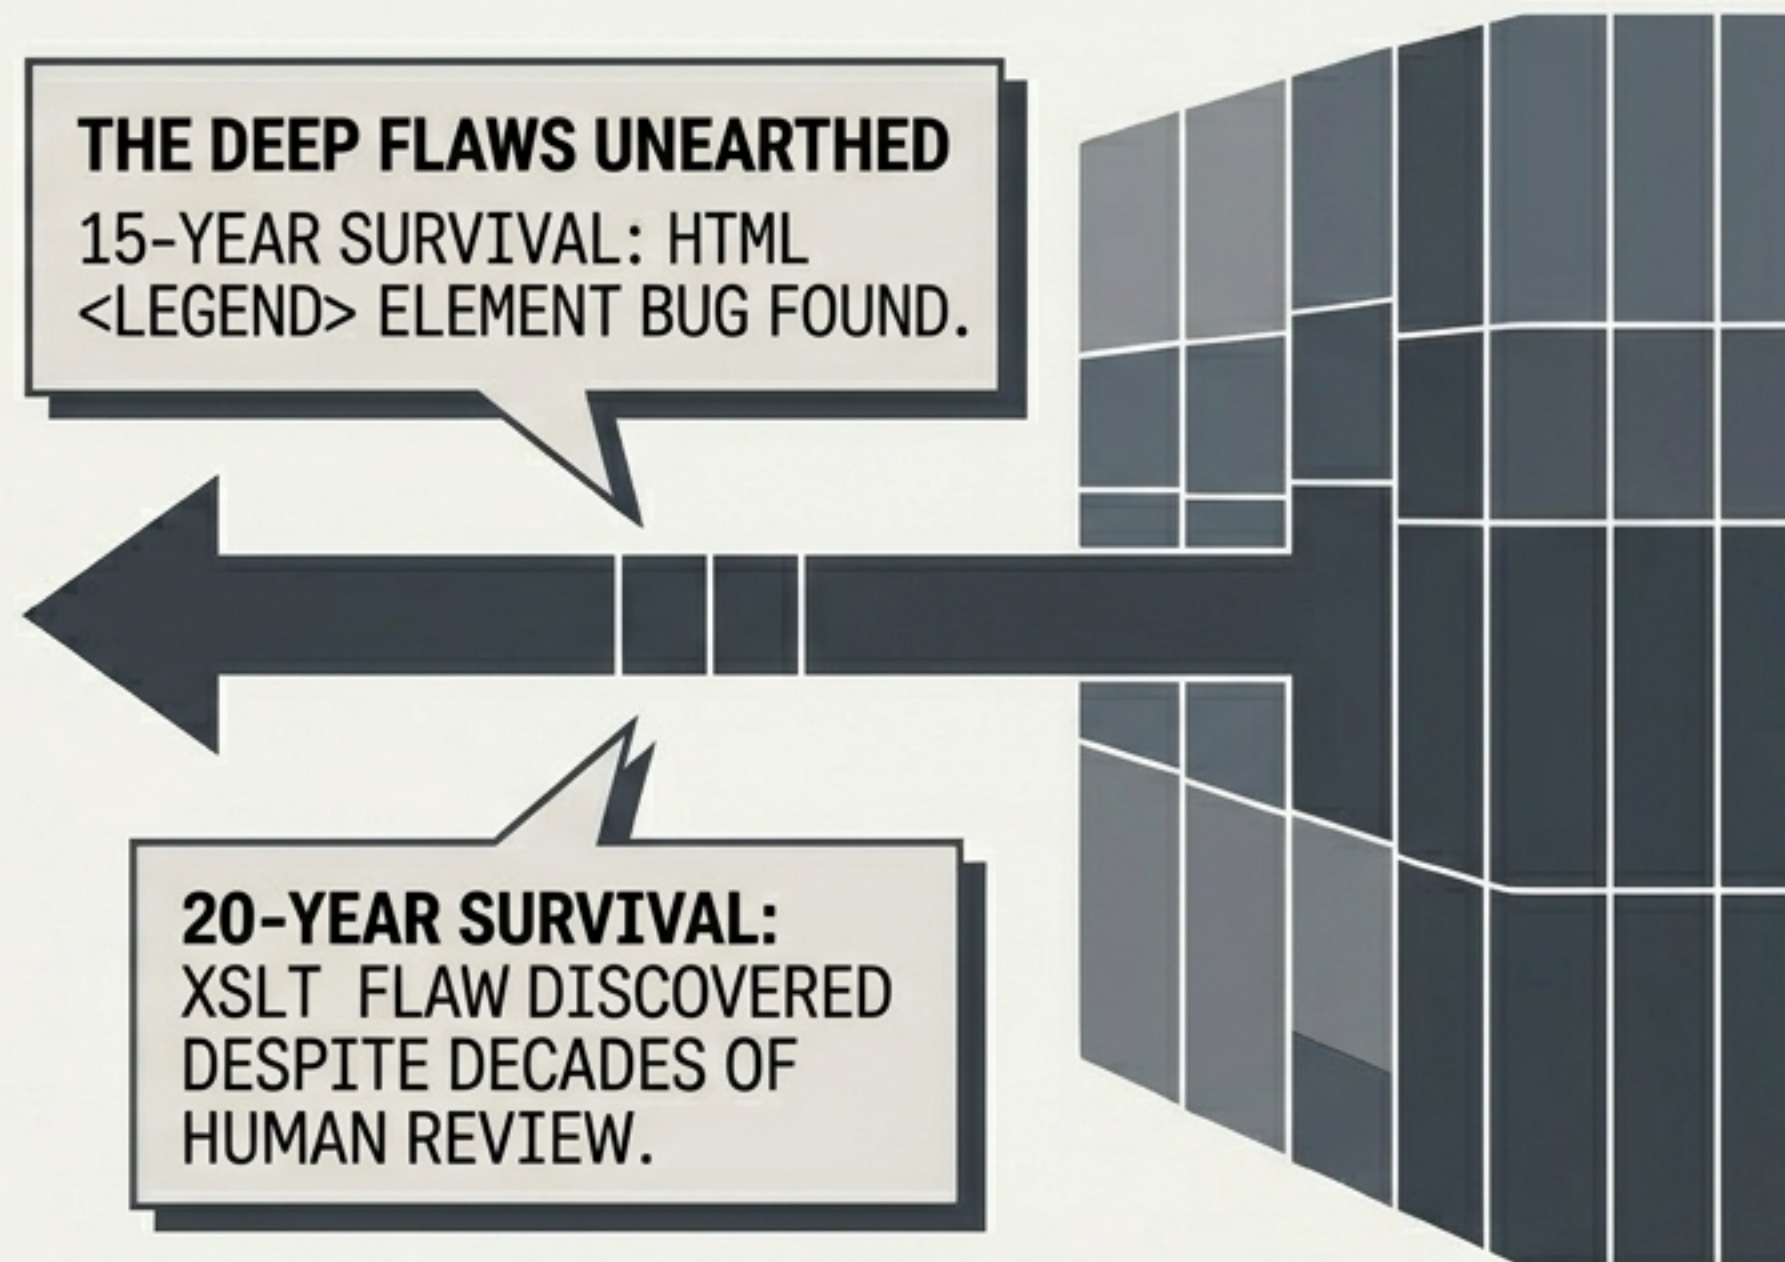 THE DEEP FLAWS UNEARTHED
15-YEAR SURVIVAL: HTML
<LEGEND> ELEMENT BUG FOUND.
20-YEAR SURVIVAL:
XSLT FLAW DISCOVERED
DESPITE DECADES OF
HUMAN REVIEW.